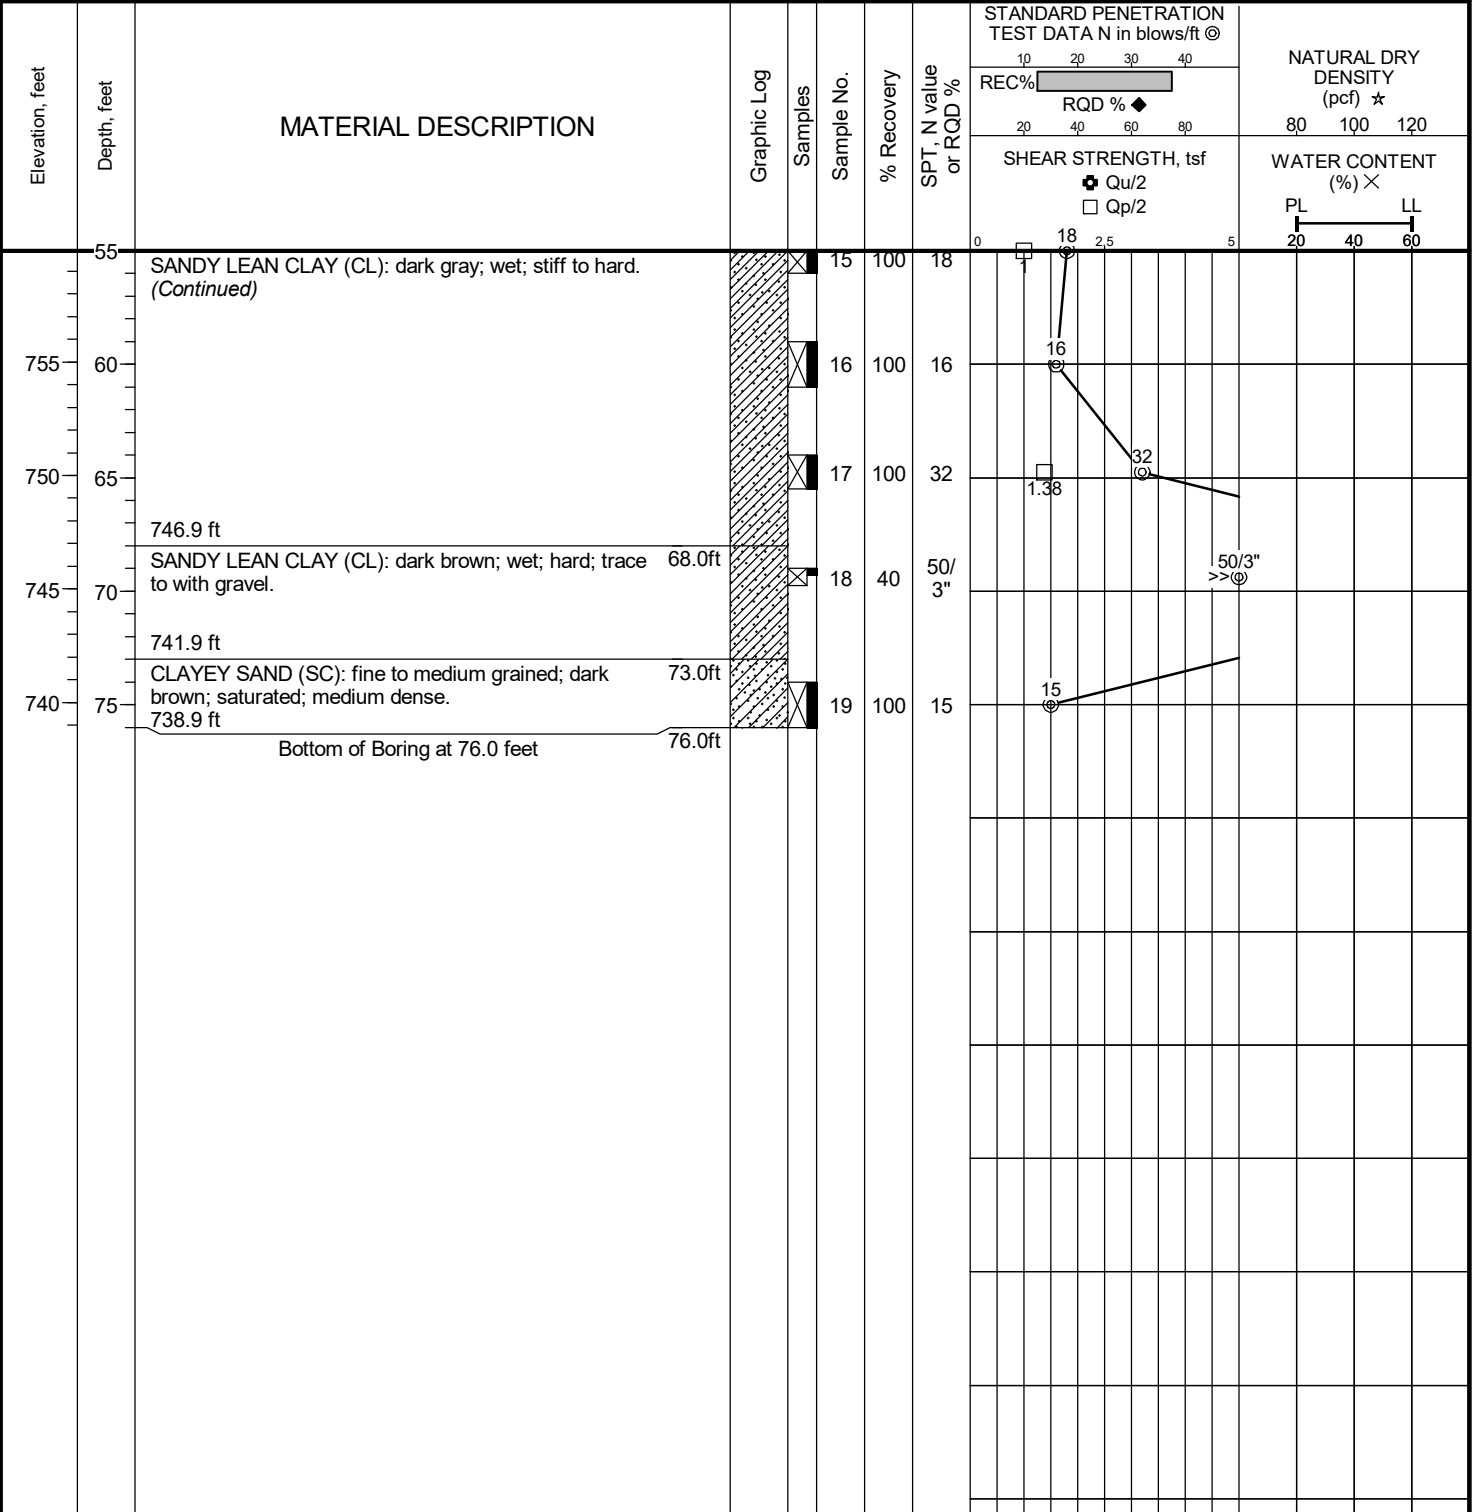 Elevation, feet
Depth, feet
MATERIAL DESCRIPTION
Graphic Log
Samples
Sample No.
% Recovery
SPT, N value
or RQD %
STANDARD PENETRATION
TEST DATA N in blows/ft
10 20 30 40
REC%
RQD %
20 40 60 80
SHEAR STRENGTH, tsf
Qu/2
Qp/2
0 2.5 5
NATURAL DRY
DENSITY
(pcf) ☆
80 100 120
WATER CONTENT
(%) ×
PL LL
20 40 60
55
SANDY LEAN CLAY (CL): dark gray; wet; stiff to hard.
(Continued)
15 100 18
1
18
755 60
16 100 16
16
750 65
17 100 32
1.38
32
746.9 ft
SANDY LEAN CLAY (CL): dark brown; wet; hard; trace
to with gravel.
68.0ft
745 70
18 40 50/
3"
50/3"
>>
741.9 ft
CLAYEY SAND (SC): fine to medium grained; dark
brown; saturated; medium dense.
73.0ft
740 75
19 100 15
15
738.9 ft
76.0ft
Bottom of Boring at 76.0 feet